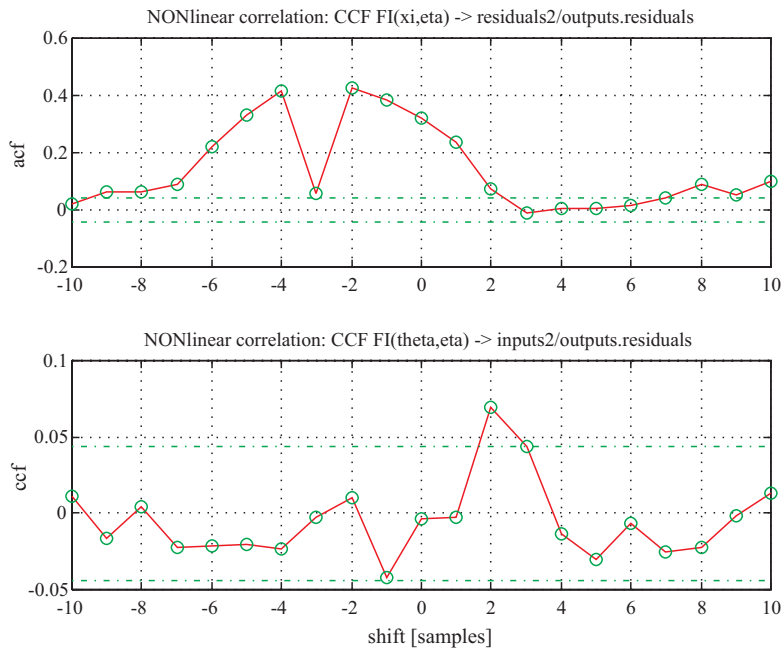 NONlinear correlation: CCF FI(xi,eta) -> residuals2/outputs.residuals
0.6
0.4
0.2
0
-0.2
acf
-10 -8 -6 -4 -2 0 2 4 6 8 10
NONlinear correlation: CCF FI(theta,eta) -> inputs2/outputs.residuals
0.1
0.05
0
-0.05
ccf
-10 -8 -6 -4 -2 0 2 4 6 8 10
shift [samples]